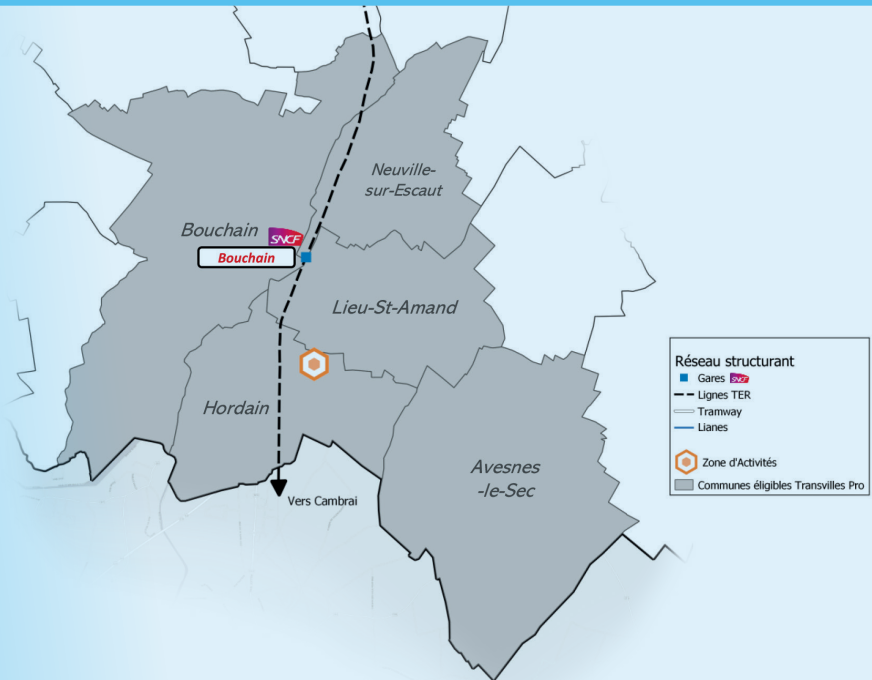 Neuville-
sur-Escaut
Bouchain
SNCF
Bouchain
Lieu-St-Amand
Hordain
Avesnes
-le-Sec
Vers Cambrai
Réseau structurant
Gares SNCF
Lignes TER
Tramway
Lianes
Zone d'Activités
Communes éligibles Transvilles Pro